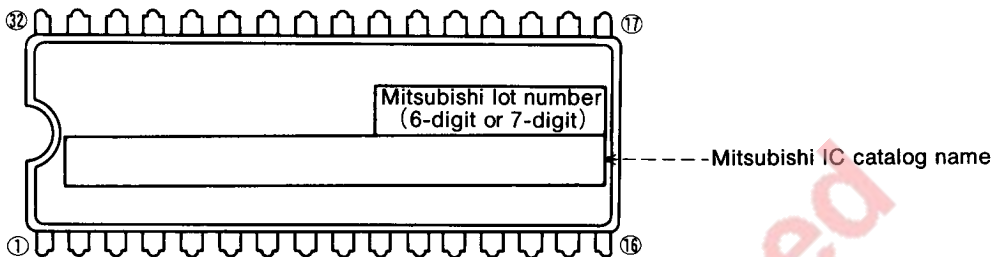 ㉜ ⑰
Mitsubishi lot number
(6-digit or 7-digit)
Mitsubishi IC catalog name
① ⑯